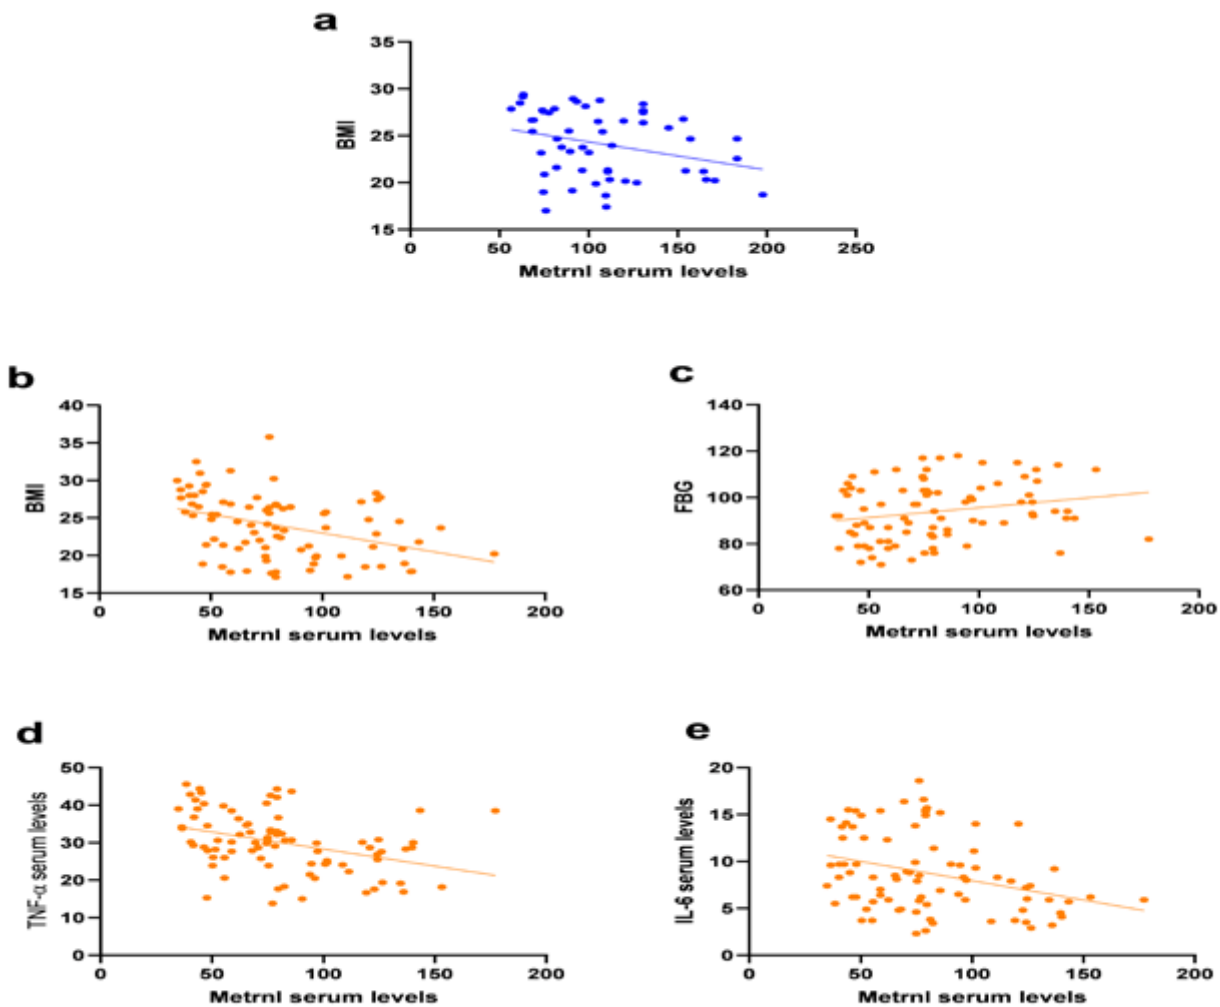 a
35
30
25
20
15
BMI
0 50 100 150 200 250
Metrnl serum levels
b
40
35
30
25
20
15
BMI
0 50 100 150 200
Metrnl serum levels
c
140
120
100
80
60
FBG
0 50 100 150 200
Metrnl serum levels
d
50
40
30
20
10
0
TNF-α serum levels
0 50 100 150 200
Metrnl serum levels
e
20
15
10
5
0
IL-6 serum levels
0 50 100 150 200
Metrnl serum levels